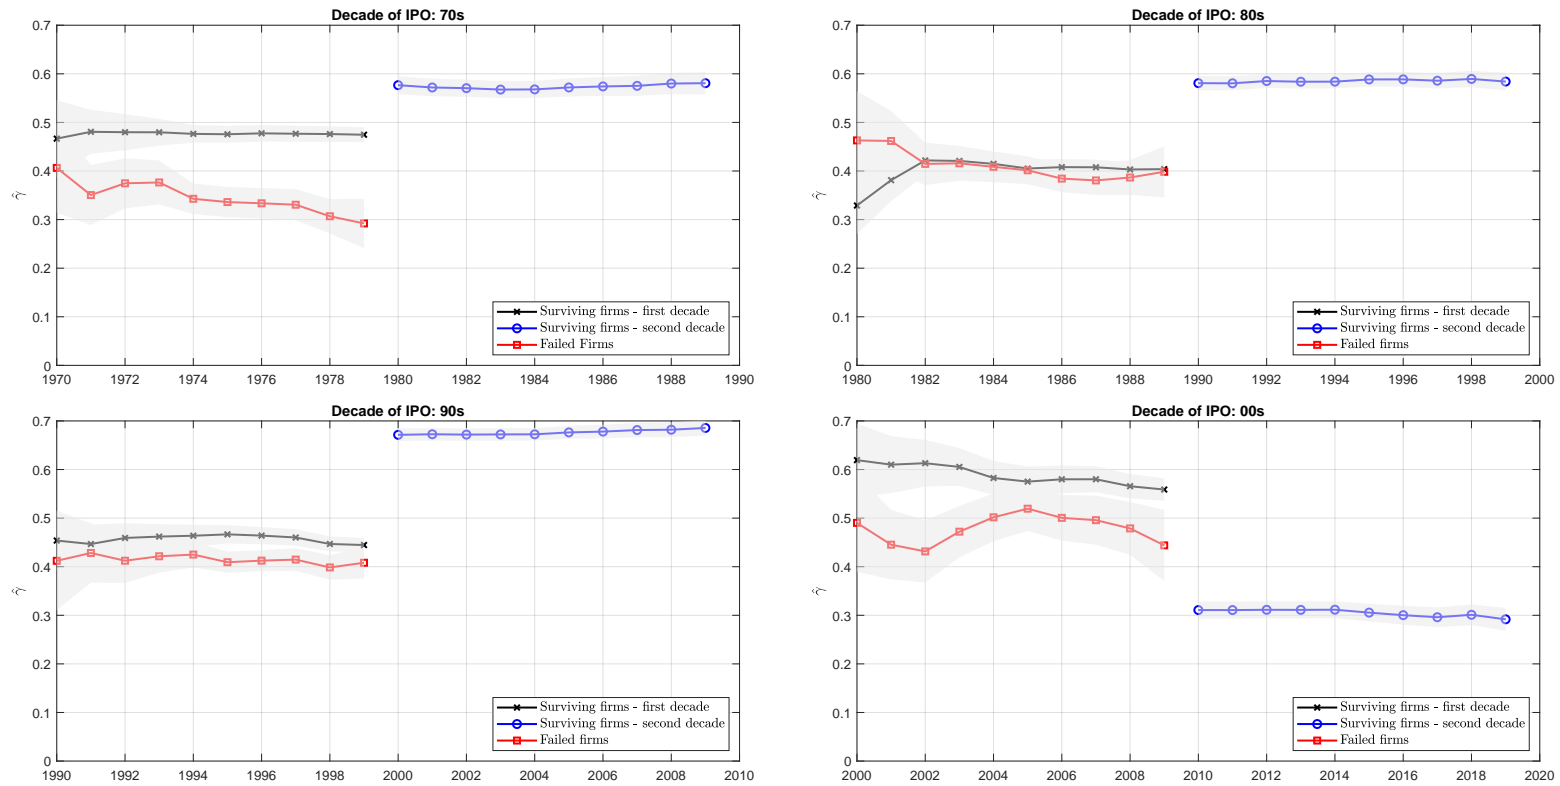 Decade of IPO: 70s
0.7
0.6
0.5
0.4
0.3
0.2
0.1
0
γ̂
1970 1972 1974 1976 1978 1980 1982 1984 1986 1988 1990
Surviving firms - first decade
Surviving firms - second decade
Failed Firms
Decade of IPO: 80s
0.7
0.6
0.5
0.4
0.3
0.2
0.1
0
γ̂
1980 1982 1984 1986 1988 1990 1992 1994 1996 1998 2000
Surviving firms - first decade
Surviving firms - second decade
Failed firms
Decade of IPO: 90s
0.7
0.6
0.5
0.4
0.3
0.2
0.1
0
γ̂
1990 1992 1994 1996 1998 2000 2002 2004 2006 2008 2010
Surviving firms - first decade
Surviving firms - second decade
Failed firms
Decade of IPO: 00s
0.7
0.6
0.5
0.4
0.3
0.2
0.1
0
γ̂
2000 2002 2004 2006 2008 2010 2012 2014 2016 2018 2020
Surviving firms - first decade
Surviving firms - second decade
Failed firms